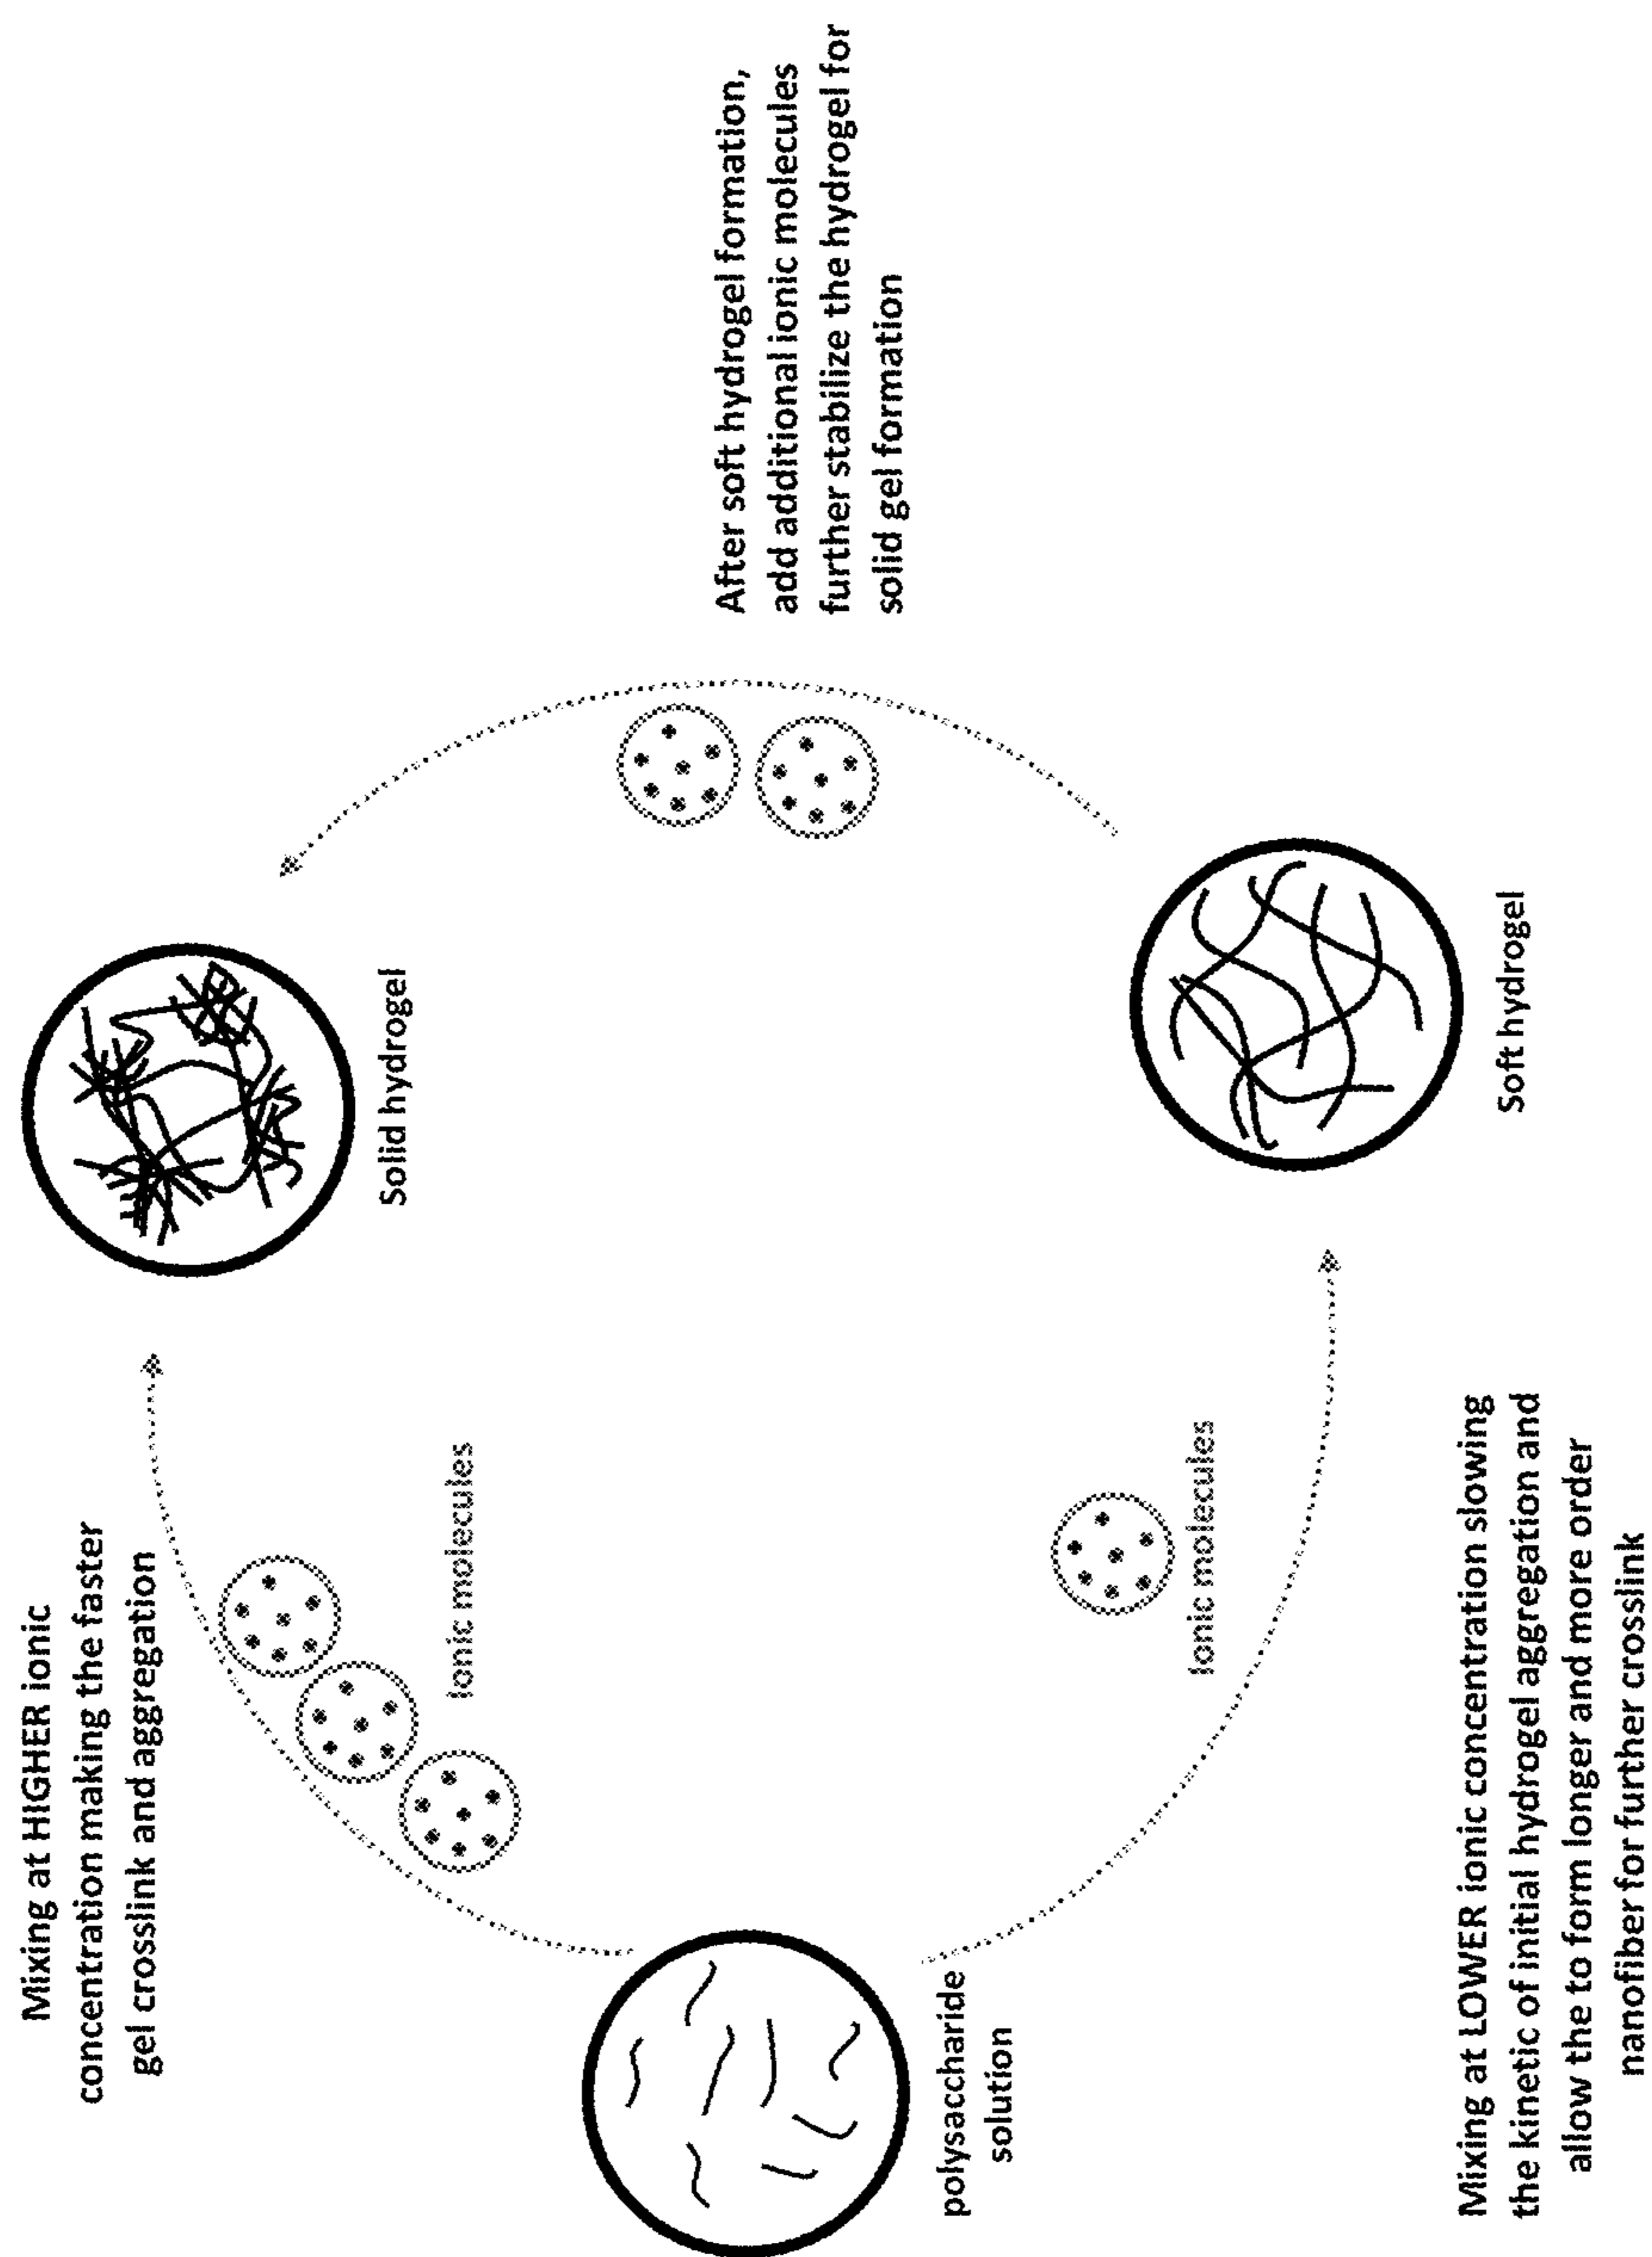 Mixing at HIGHER ionic
concentration making the faster
gel crosslink and aggregation
Ionic molecules
Solid hydrogel
After soft hydrogel formation,
add additional ionic molecules
further stabilize the hydrogel for
solid gel formation
polysaccharide
solution
Ionic molecules
Soft hydrogel
Mixing at LOWER ionic concentration slowing
the kinetic of initial hydrogel aggregation and
allow the to form longer and more order
nanofiber for further crosslink